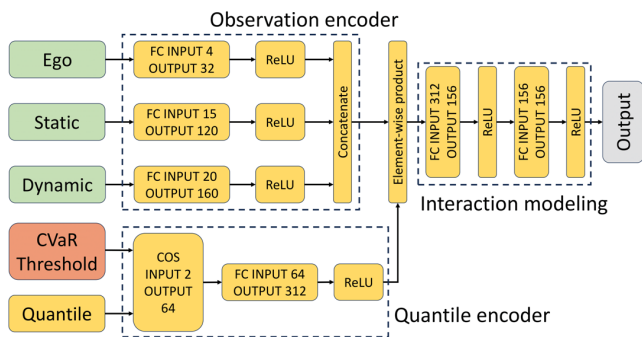 Observation encoder
Ego
FC INPUT 4
OUTPUT 32
ReLU
Static
FC INPUT 15
OUTPUT 120
ReLU
Dynamic
FC INPUT 20
OUTPUT 160
ReLU
Concatenate
Element-wise product
FC INPUT 312
OUTPUT 156
ReLU
FC INPUT 156
OUTPUT 156
ReLU
Output
Interaction modeling
CVaR
Threshold
Quantile
COS
INPUT 2
OUTPUT
64
FC INPUT 64
OUTPUT 312
ReLU
Quantile encoder